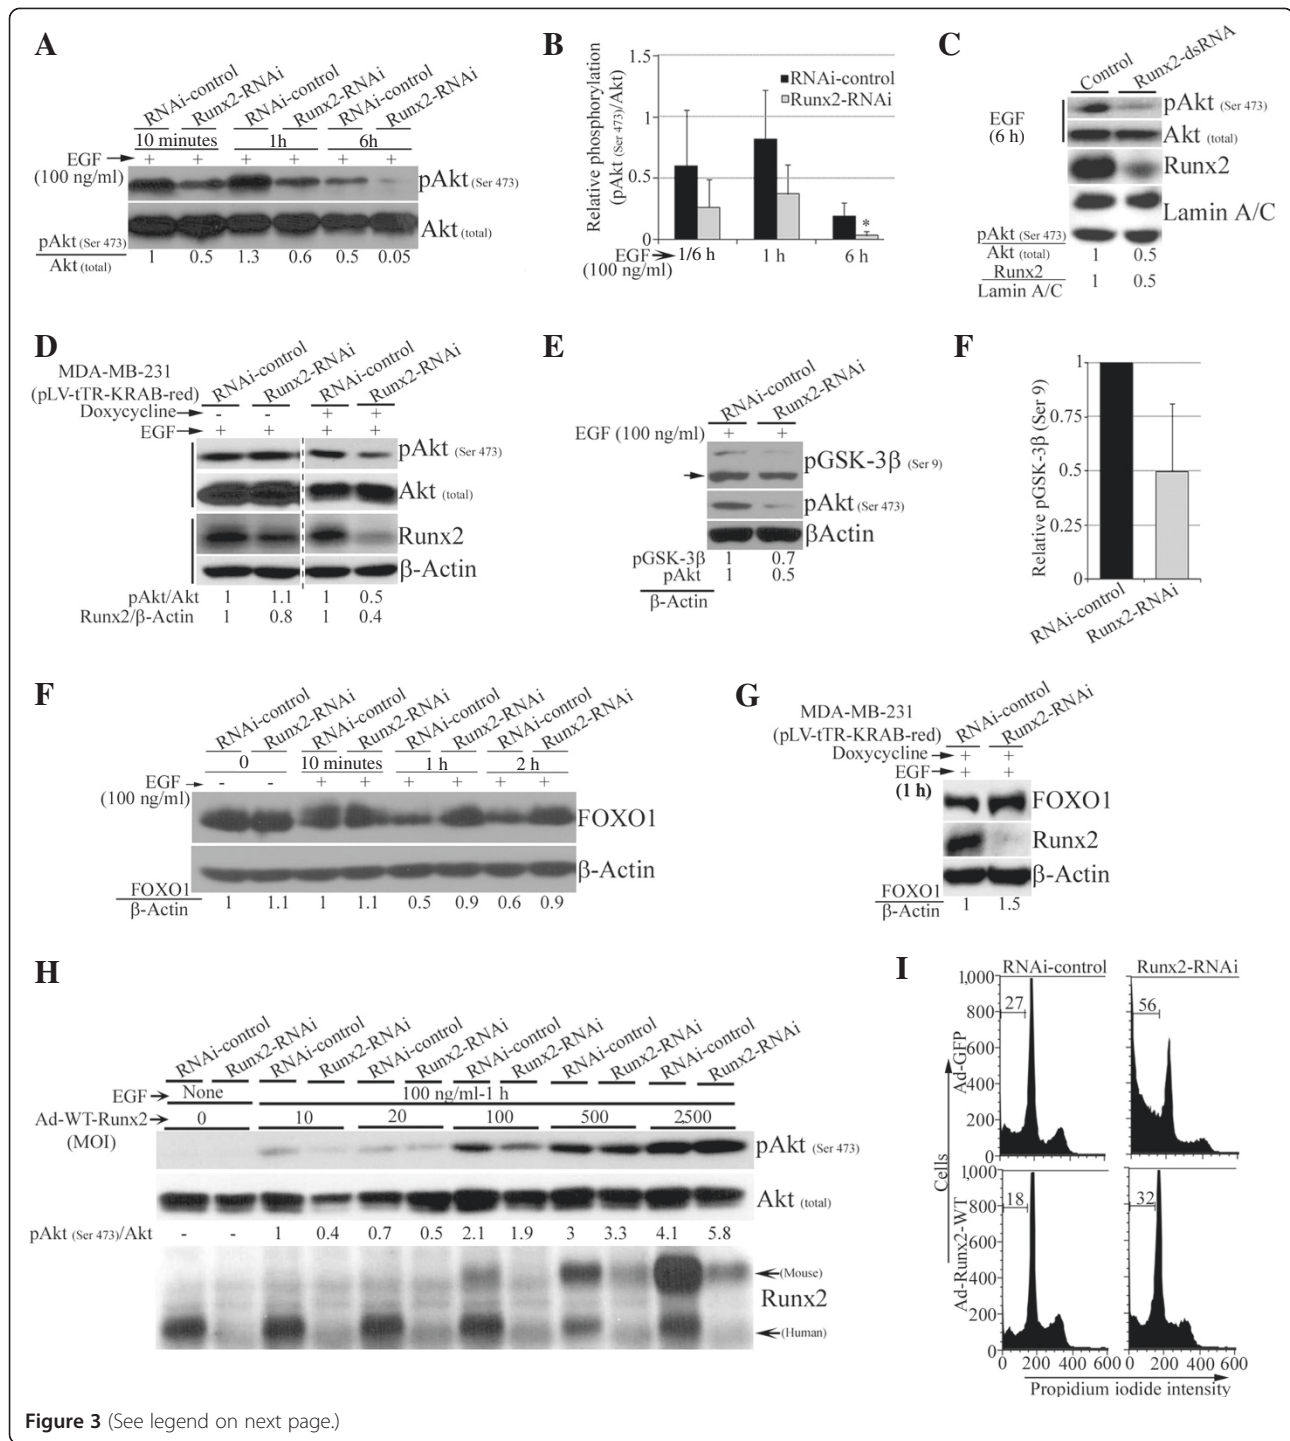 A
RNAi-control Runx2-RNAi RNAi-control Runx2-RNAi RNAi-control Runx2-RNAi
10 minutes 1h 6h
EGF + + + + + +
(100 ng/ml)
pAkt (Ser 473)
Akt (total)
pAkt (Ser 473)
Akt (total)
1 0.5 1.3 0.6 0.5 0.05
B
Relative phosphorylation
(pAkt (Ser 473)/Akt)
1.5
1
0.5
0
RNAi-control
Runx2-RNAi
*
EGF 1/6 h 1 h 6 h
(100 ng/ml)
C
Control Runx2-dsRNA
EGF
(6 h)
pAkt (Ser 473)
Akt (total)
Runx2
Lamin A/C
pAkt (Ser 473)
Akt (total)
1 0.5
Runx2
Lamin A/C
1 0.5
D
MDA-MB-231
(pLV-tTR-KRAB-red)
RNAi-control Runx2-RNAi RNAi-control Runx2-RNAi
Doxycycline - - + +
EGF + + + +
pAkt (Ser 473)
Akt (total)
Runx2
β-Actin
pAkt/Akt 1 1.1 1 0.5
Runx2/β-Actin 1 0.8 1 0.4
E
RNAi-control Runx2-RNAi
EGF (100 ng/ml) + +
pGSK-3β (Ser 9)
pAkt (Ser 473)
βActin
pGSK-3β 1 0.7
pAkt 1 0.5
β-Actin
F
Relative pGSK-3β (Ser 9)
1
0.75
0.5
0.25
0
RNAi-control
Runx2-RNAi
F
RNAi-control Runx2-RNAi RNAi-control Runx2-RNAi RNAi-control Runx2-RNAi RNAi-control Runx2-RNAi
0 10 minutes 1 h 2 h
EGF - - + + + + + +
(100 ng/ml)
FOXO1
β-Actin
FOXO1
β-Actin
1 1.1 1 1.1 0.5 0.9 0.6 0.9
G
MDA-MB-231
(pLV-tTR-KRAB-red)
RNAi-control Runx2-RNAi
Doxycycline + +
EGF + +
(1 h)
FOXO1
Runx2
β-Actin
FOXO1
β-Actin
1 1.5
H
RNAi-control Runx2-RNAi RNAi-control Runx2-RNAi RNAi-control Runx2-RNAi RNAi-control Runx2-RNAi RNAi-control Runx2-RNAi RNAi-control Runx2-RNAi
EGF None 100 ng/ml-1 h
Ad-WT-Runx2 0 10 20 100 500 2500
(MOI)
pAkt (Ser 473)
Akt (total)
pAkt (Ser 473)/Akt - - 1 0.4 0.7 0.5 2.1 1.9 3 3.3 4.1 5.8
(Mouse)
Runx2
(Human)
I
RNAi-control Runx2-RNAi
Cells
Ad-GFP
1,000
800
600
400
200
0
27
56
Ad-Runx2-WT
1,000
800
600
400
200
0
18
32
0 200 400 600 0 200 400 600
Propidium iodide intensity
Figure 3 (See legend on next page.)